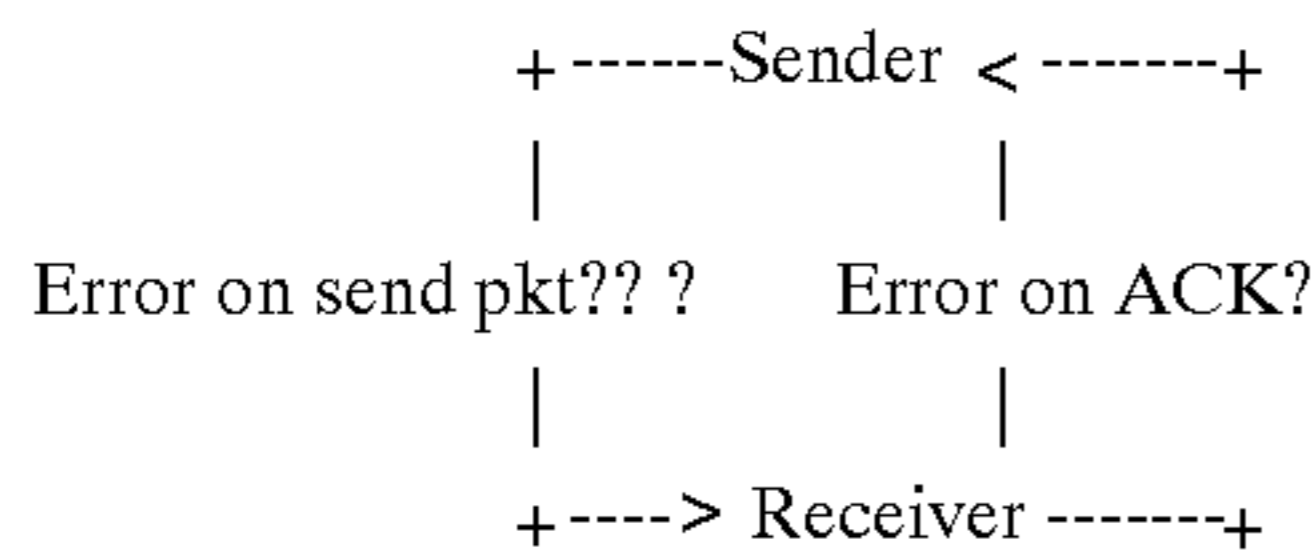 + ------Sender < -------+
| |
Error on send pkt?? ? Error on ACK?
| |
+ ----> Receiver -------+